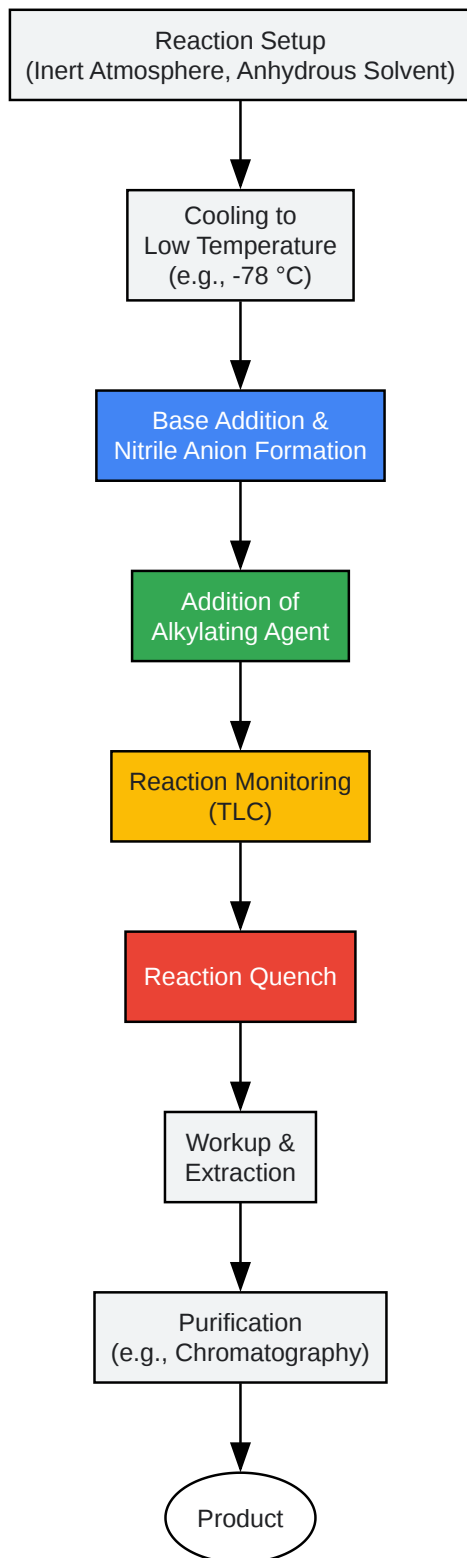 Reaction Setup
(Inert Atmosphere, Anhydrous Solvent)
Cooling to
Low Temperature
(e.g., -78 °C)
Base Addition &
Nitrile Anion Formation
Addition of
Alkylating Agent
Reaction Monitoring
(TLC)
Reaction Quench
Workup &
Extraction
Purification
(e.g., Chromatography)
Product